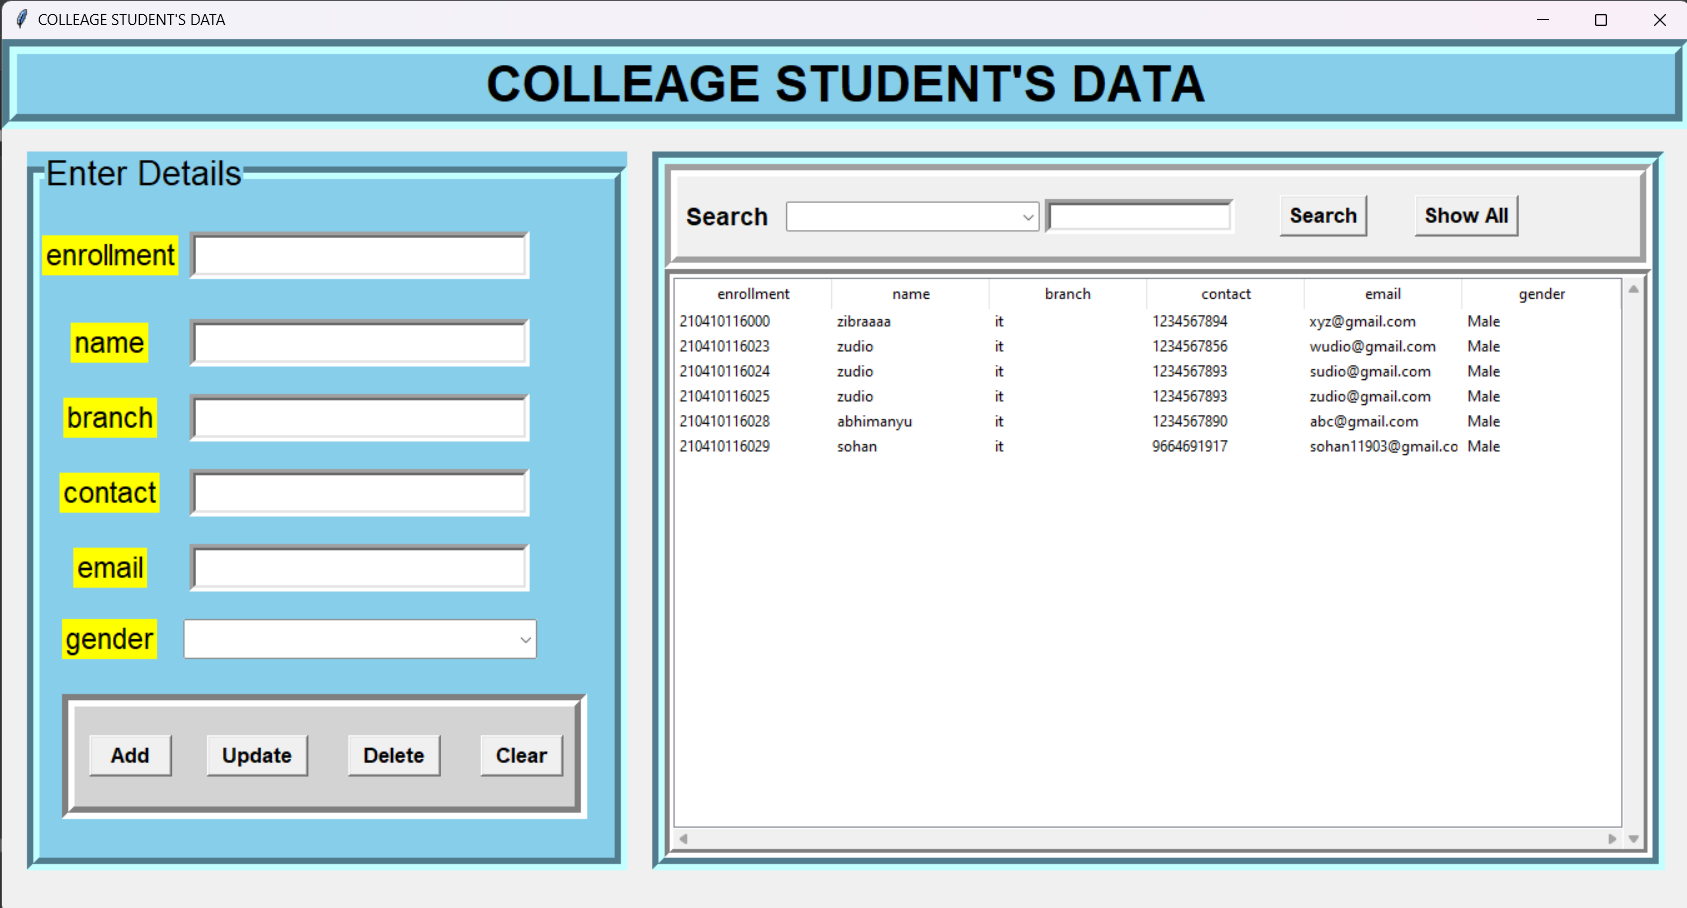 COLLEAGE STUDENT'S DATA
COLLEAGE STUDENT'S DATA
Enter Details
enrollment
name
branch
contact
email
gender
Add Update Delete Clear
Search Search Show All
enrollment name branch contact email gender
210410116000 zibraaaa it 1234567894 xyz@gmail.com Male
210410116023 zudio it 1234567856 wudio@gmail.com Male
210410116024 zudio it 1234567893 sudio@gmail.com Male
210410116025 zudio it 1234567893 zudio@gmail.com Male
210410116028 abhimanyu it 1234567890 abc@gmail.com Male
210410116029 sohan it 9664691917 sohan11903@gmail.co Male